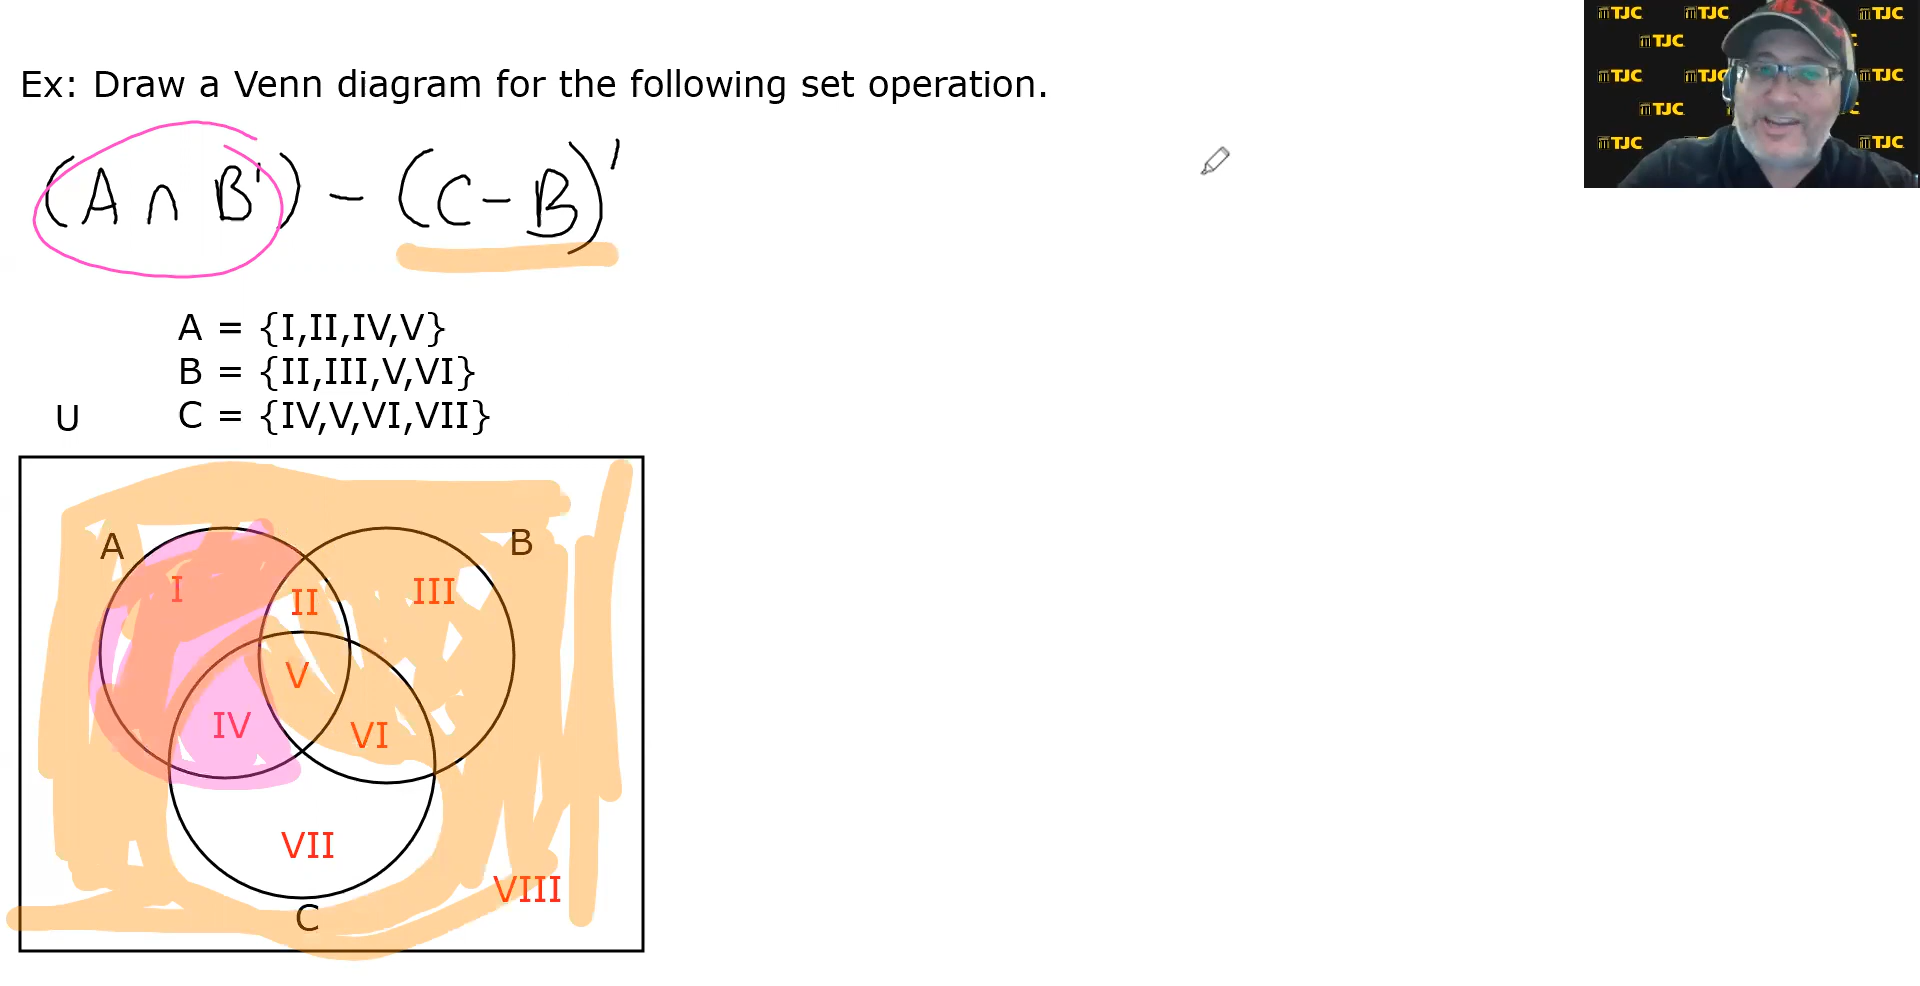 Ex: Draw a Venn diagram for the following set operation.
(A ∩ B') − (C − B)'
A = {I,II,IV,V}
B = {II,III,V,VI}
U C = {IV,V,VI,VII}
A B
I II III
V
IV VI
VII
VIII
C
TJC TJC TJC
TJC
TJC TJC TJC
TJC
TJC TJC